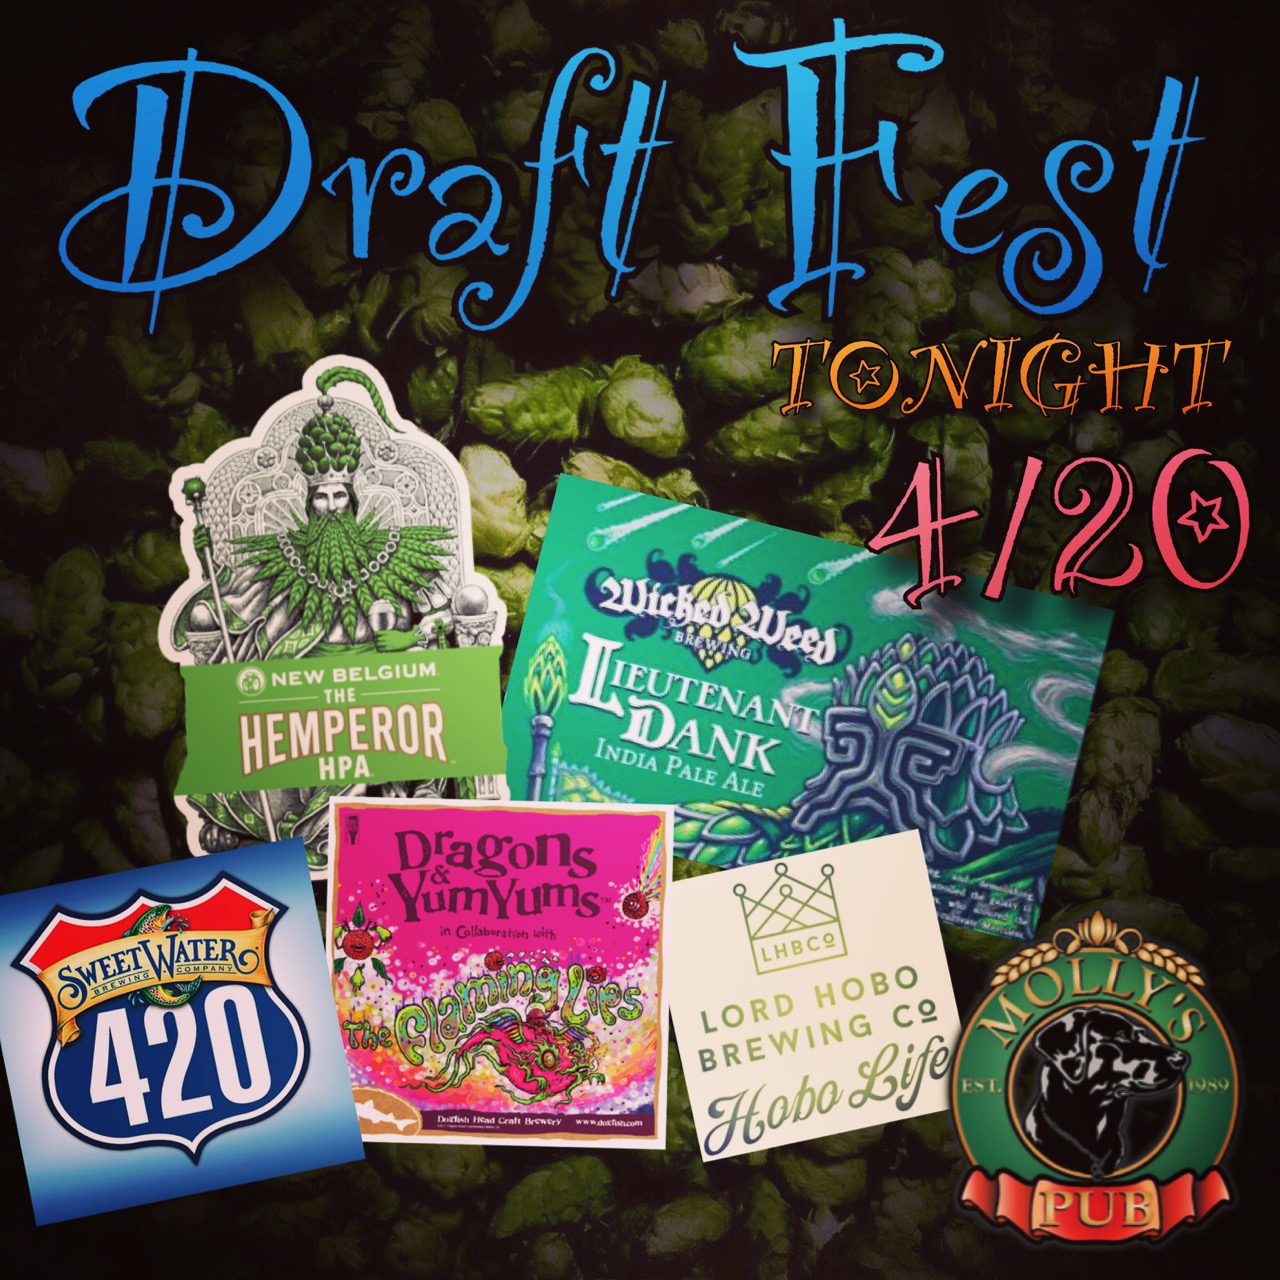 Draft Fest
TONIGHT
4/20
NEW BELGIUM
THE
HEMPEROR
HPA
Wicked Weed
BREWING
LIEUTENANT
DANK
INDIA PALE ALE
SWEETWATER
BREWING COMPANY
420
Dragons
& YumYums™
in Collaboration with
The Flaming Lips
Dogfish Head Craft Brewery www.dogfish.com
LHBCo
LORD HOBO
BREWING Co
Hobo Life
MOLLY'S
EST. 1989
PUB